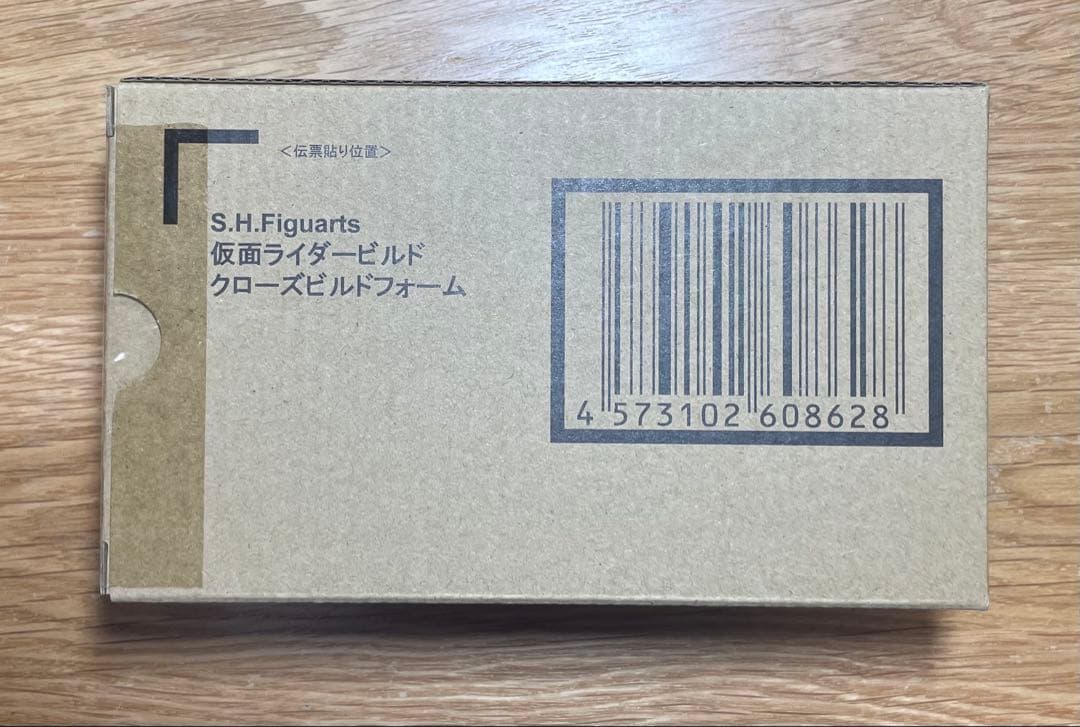 <伝票貼り位置>
S.H.Figuarts
仮面ライダービルド
クローズビルドフォーム
4 573102 608628